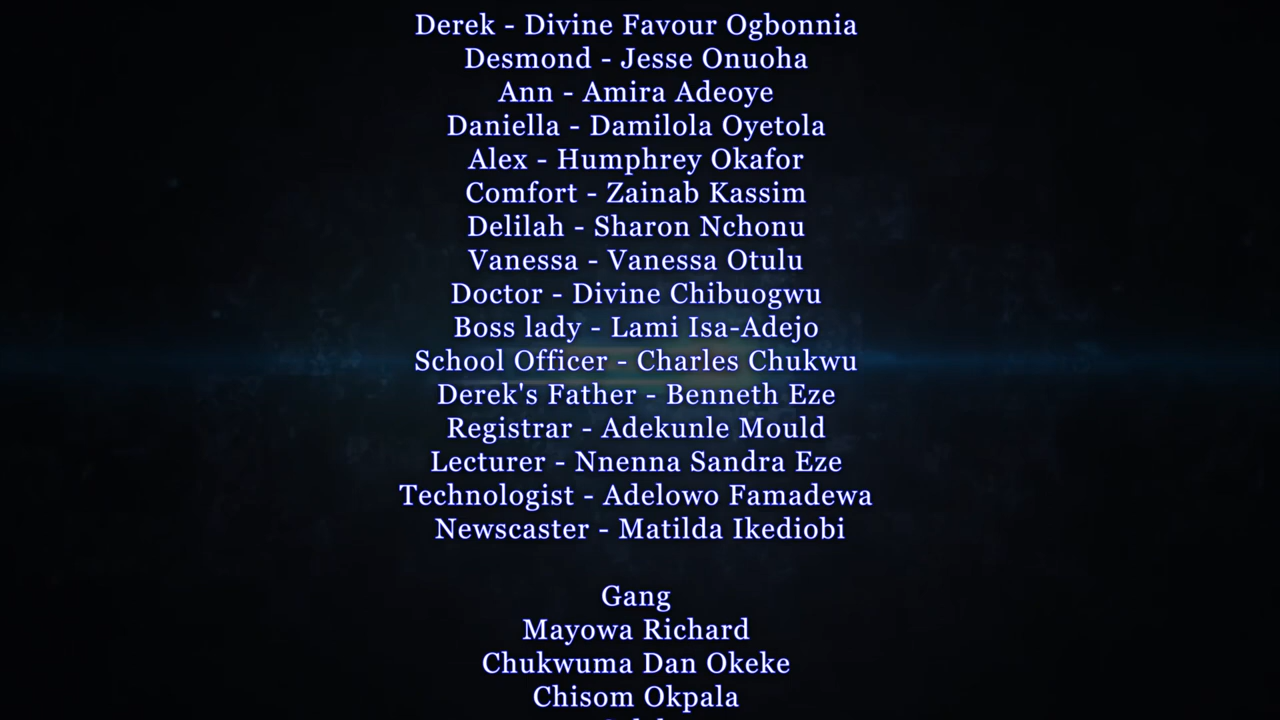 Derek - Divine Favour Ogbonnia
Desmond - Jesse Onuoha
Ann - Amira Adeoye
Daniella - Damilola Oyetola
Alex - Humphrey Okafor
Comfort - Zainab Kassim
Delilah - Sharon Nchonu
Vanessa - Vanessa Otulu
Doctor - Divine Chibuogwu
Boss lady - Lami Isa-Adejo
School Officer - Charles Chukwu
Derek's Father - Benneth Eze
Registrar - Adekunle Mould
Lecturer - Nnenna Sandra Eze
Technologist - Adelowo Famadewa
Newscaster - Matilda Ikediobi
Gang
Mayowa Richard
Chukwuma Dan Okeke
Chisom Okpala